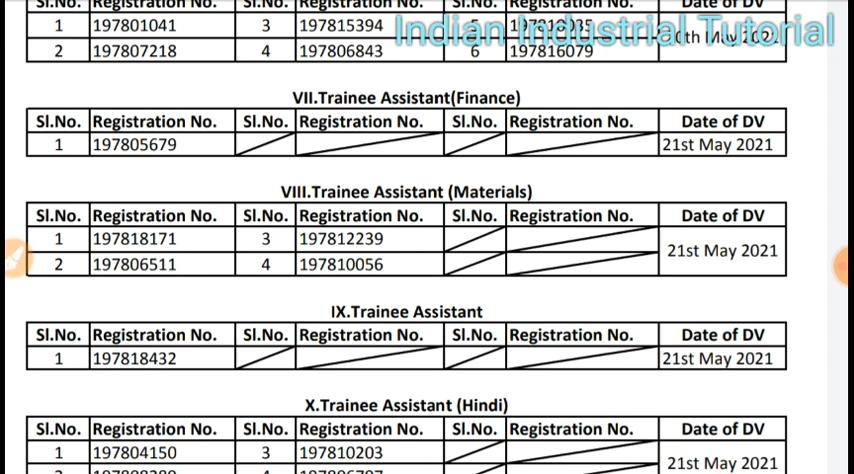 Sl.No. Registration No. Sl.No. Registration No. Sl.No. Registration No. Date of DV
1 197801041 3 197815394
2 197807218 4 197806843 6 197816079
Indian Industrial Tutorial
VII.Trainee Assistant(Finance)
Sl.No. Registration No. Sl.No. Registration No. Sl.No. Registration No. Date of DV
1 197805679 21st May 2021
VIII.Trainee Assistant (Materials)
Sl.No. Registration No. Sl.No. Registration No. Sl.No. Registration No. Date of DV
1 197818171 3 197812239 21st May 2021
2 197806511 4 197810056
IX.Trainee Assistant
Sl.No. Registration No. Sl.No. Registration No. Sl.No. Registration No. Date of DV
1 197818432 21st May 2021
X.Trainee Assistant (Hindi)
Sl.No. Registration No. Sl.No. Registration No. Sl.No. Registration No. Date of DV
1 197804150 3 197810203 21st May 2021